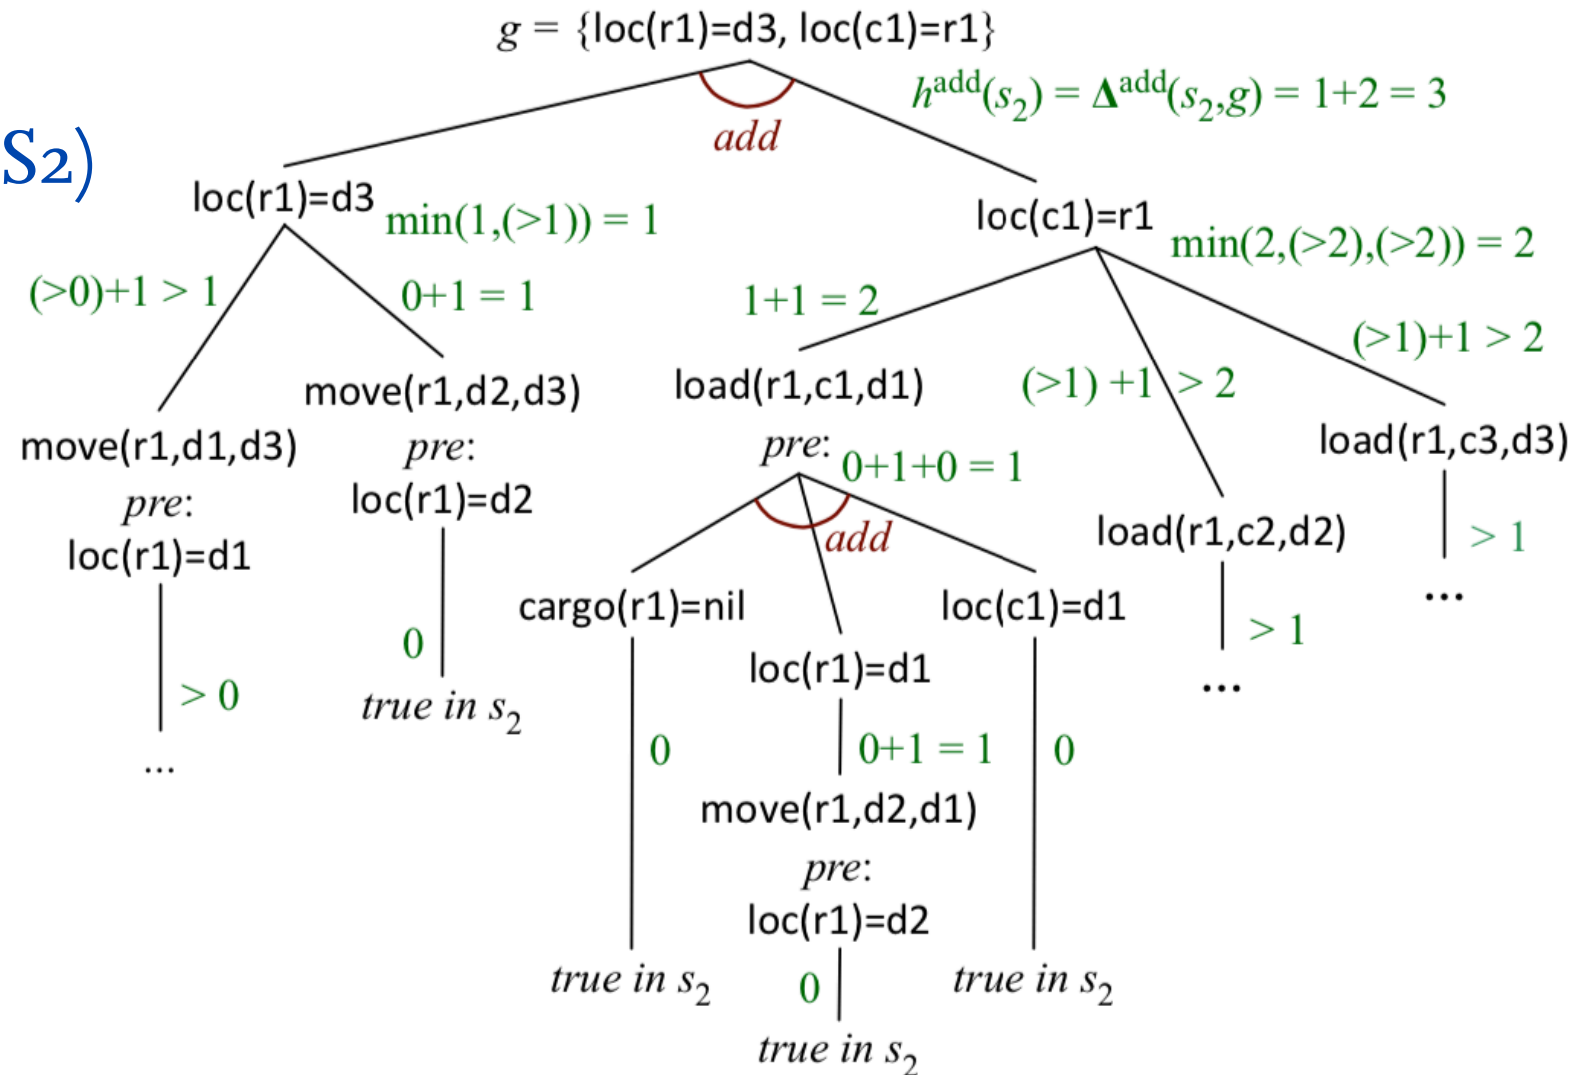 g = {loc(r1)=d3, loc(c1)=r1}
h^add(s₂) = Δ^add(s₂,g) = 1+2 = 3
add
S2)
loc(r1)=d3
min(1,(>1)) = 1
loc(c1)=r1
min(2,(>2),(>2)) = 2
(>0)+1 > 1
0+1 = 1
1+1 = 2
(>1)+1 > 2
(>1) +1 > 2
move(r1,d1,d3)
pre:
loc(r1)=d1
> 0
...
move(r1,d2,d3)
pre:
loc(r1)=d2
0
true in s₂
load(r1,c1,d1)
pre:
0+1+0 = 1
add
cargo(r1)=nil
0
true in s₂
loc(r1)=d1
0+1 = 1
move(r1,d2,d1)
pre:
loc(r1)=d2
0
true in s₂
loc(c1)=d1
0
true in s₂
load(r1,c2,d2)
> 1
...
load(r1,c3,d3)
> 1
...